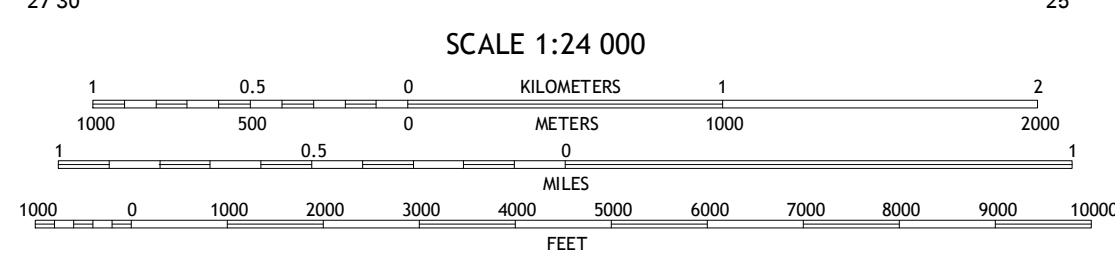 27'30" 25'
SCALE 1:24 000
1 0.5 0 KILOMETERS 1 2
1000 500 0 METERS 1000 2000
1 0.5 0 1
MILES
1000 0 1000 2000 3000 4000 5000 6000 7000 8000 9000 10000
FEET